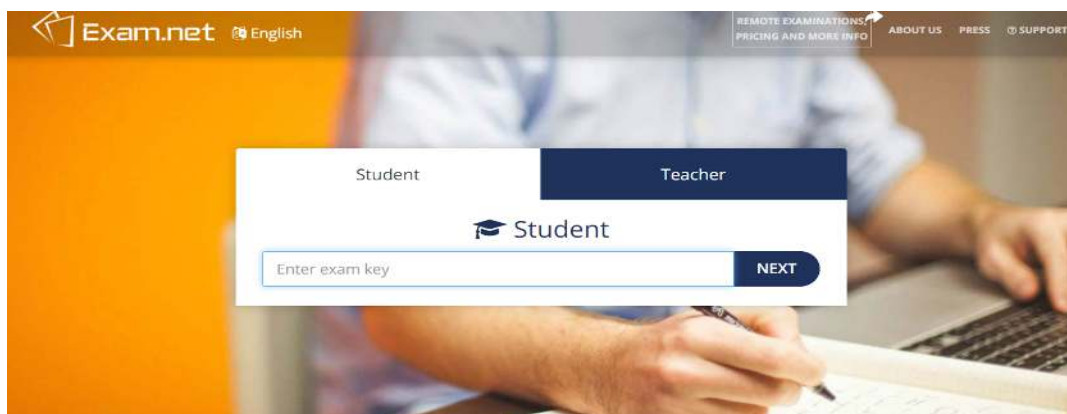 Exam.net English
REMOTE EXAMINATIONS,
PRICING AND MORE INFO
ABOUT US PRESS SUPPORT
Student Teacher
Student
Enter exam key NEXT